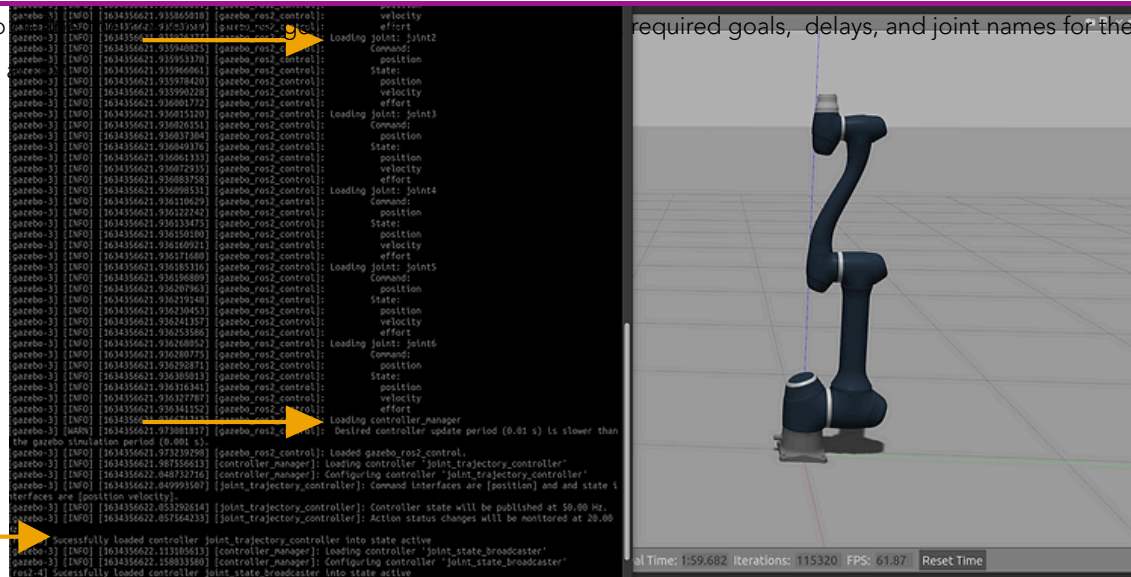 required goals, delays, and joint names for the
velocity
effort
Loading joint: joint2
[gazebo-3] [INFO] [1634356621.935940825] [gazebo_ros2_control]: Command:
[gazebo-3] [INFO] [1634356621.935953378] [gazebo_ros2_control]: position
[gazebo-3] [INFO] [1634356621.935966061] [gazebo_ros2_control]: State:
[gazebo-3] [INFO] [1634356621.935978420] [gazebo_ros2_control]: position
[gazebo-3] [INFO] [1634356621.935990228] [gazebo_ros2_control]: velocity
[gazebo-3] [INFO] [1634356621.936001772] [gazebo_ros2_control]: effort
[gazebo-3] [INFO] [1634356621.936015120] [gazebo_ros2_control]: Loading joint: joint3
[gazebo-3] [INFO] [1634356621.936026151] [gazebo_ros2_control]: Command:
[gazebo-3] [INFO] [1634356621.936037304] [gazebo_ros2_control]: position
[gazebo-3] [INFO] [1634356621.936049376] [gazebo_ros2_control]: State:
[gazebo-3] [INFO] [1634356621.936061333] [gazebo_ros2_control]: position
[gazebo-3] [INFO] [1634356621.936072935] [gazebo_ros2_control]: velocity
[gazebo-3] [INFO] [1634356621.936083758] [gazebo_ros2_control]: effort
[gazebo-3] [INFO] [1634356621.936098531] [gazebo_ros2_control]: Loading joint: joint4
[gazebo-3] [INFO] [1634356621.936110629] [gazebo_ros2_control]: Command:
[gazebo-3] [INFO] [1634356621.936122242] [gazebo_ros2_control]: position
[gazebo-3] [INFO] [1634356621.936133475] [gazebo_ros2_control]: State:
[gazebo-3] [INFO] [1634356621.936150100] [gazebo_ros2_control]: position
[gazebo-3] [INFO] [1634356621.936160921] [gazebo_ros2_control]: velocity
[gazebo-3] [INFO] [1634356621.936171680] [gazebo_ros2_control]: effort
[gazebo-3] [INFO] [1634356621.936185316] [gazebo_ros2_control]: Loading joint: joint5
[gazebo-3] [INFO] [1634356621.936196809] [gazebo_ros2_control]: Command:
[gazebo-3] [INFO] [1634356621.936207963] [gazebo_ros2_control]: position
[gazebo-3] [INFO] [1634356621.936219148] [gazebo_ros2_control]: State:
[gazebo-3] [INFO] [1634356621.936230453] [gazebo_ros2_control]: position
[gazebo-3] [INFO] [1634356621.936241357] [gazebo_ros2_control]: velocity
[gazebo-3] [INFO] [1634356621.936253586] [gazebo_ros2_control]: effort
[gazebo-3] [INFO] [1634356621.936268052] [gazebo_ros2_control]: Loading joint: joint6
[gazebo-3] [INFO] [1634356621.936280775] [gazebo_ros2_control]: Command:
[gazebo-3] [INFO] [1634356621.936292871] [gazebo_ros2_control]: position
[gazebo-3] [INFO] [1634356621.936305013] [gazebo_ros2_control]: State:
[gazebo-3] [INFO] [1634356621.936316341] [gazebo_ros2_control]: position
[gazebo-3] [INFO] [1634356621.936327787] [gazebo_ros2_control]: velocity
[gazebo-3] [INFO] [1634356621.936341152] [gazebo_ros2_control]: effort
Loading controller_manager
[gazebo-3] [WARN] [1634356621.973081817] [gazebo_ros2_control]: Desired controller update period (0.01 s) is slower than
the gazebo simulation period (0.001 s).
[gazebo-3] [INFO] [1634356621.973239298] [gazebo_ros2_control]: Loaded gazebo_ros2_control.
[gazebo-3] [INFO] [1634356621.987556613] [controller_manager]: Loading controller 'joint_trajectory_controller'
[gazebo-3] [INFO] [1634356622.048732716] [controller_manager]: Configuring controller 'joint_trajectory_controller'
[gazebo-3] [INFO] [1634356622.049993507] [joint_trajectory_controller]: Command interfaces are [position] and and state i
nterfaces are [position velocity].
[gazebo-3] [INFO] [1634356622.053292614] [joint_trajectory_controller]: Controller state will be published at 50.00 Hz.
[gazebo-3] [INFO] [1634356622.057564233] [joint_trajectory_controller]: Action status changes will be monitored at 20.00
Sucessfully loaded controller joint_trajectory_controller into state active
[gazebo-3] [INFO] [1634356622.113105613] [controller_manager]: Loading controller 'joint_state_broadcaster'
[gazebo-3] [INFO] [1634356622.158033580] [controller_manager]: Configuring controller 'joint_state_broadcaster'
ros2-4] Sucessfully loaded controller joint_state_broadcaster into state active
al Time: 1:59.682 Iterations: 115320 FPS: 61.87 Reset Time